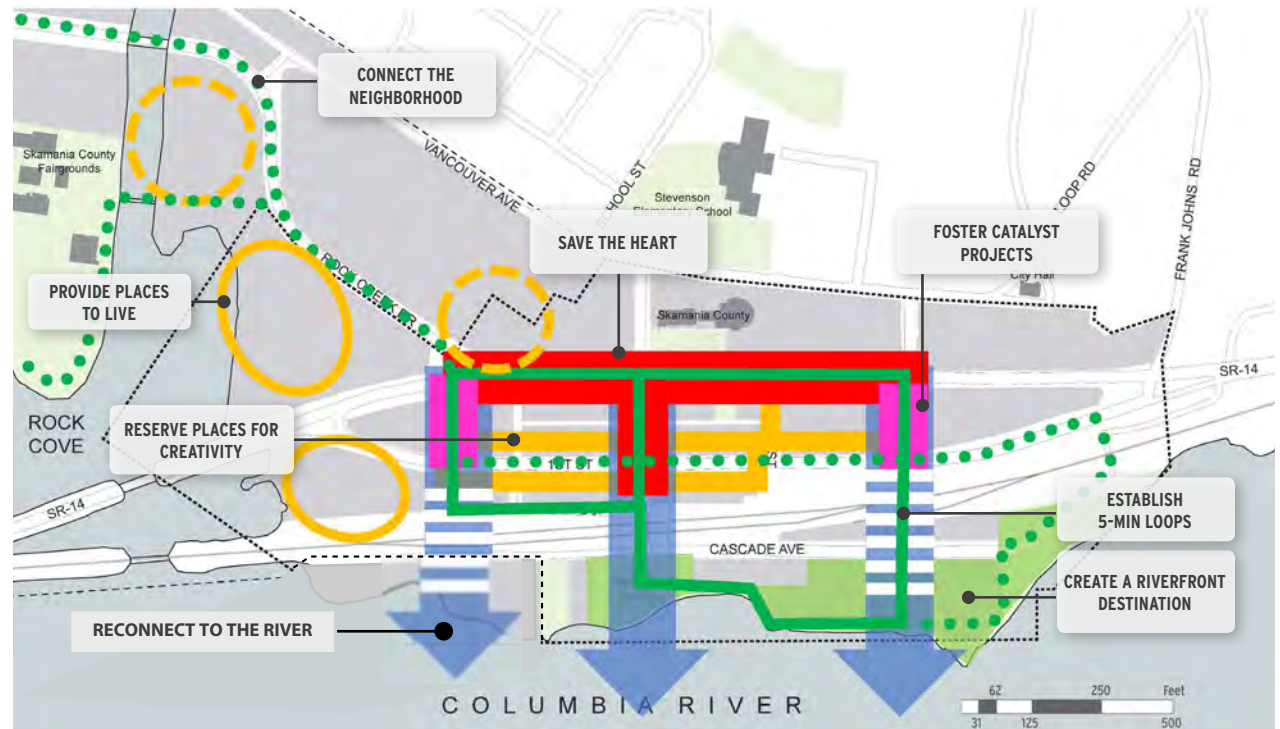 CONNECT THE
NEIGHBORHOOD
Skamania County
Fairgrounds
VANCOUVER AVE
SCHOOL ST
Stevenson
Elementary School
LOOP RD
FRANK JOHNS RD
SAVE THE HEART
FOSTER CATALYST
PROJECTS
City Hall
PROVIDE PLACES
TO LIVE
ROCK CREEK DR
Skamania County
SR-14
ROCK
COVE
RESERVE PLACES FOR
CREATIVITY
1ST ST
ST
SR-14
ESTABLISH
5-MIN LOOPS
CASCADE AVE
CREATE A RIVERFRONT
DESTINATION
RECONNECT TO THE RIVER
COLUMBIA RIVER
62 250 Feet
31 125 500